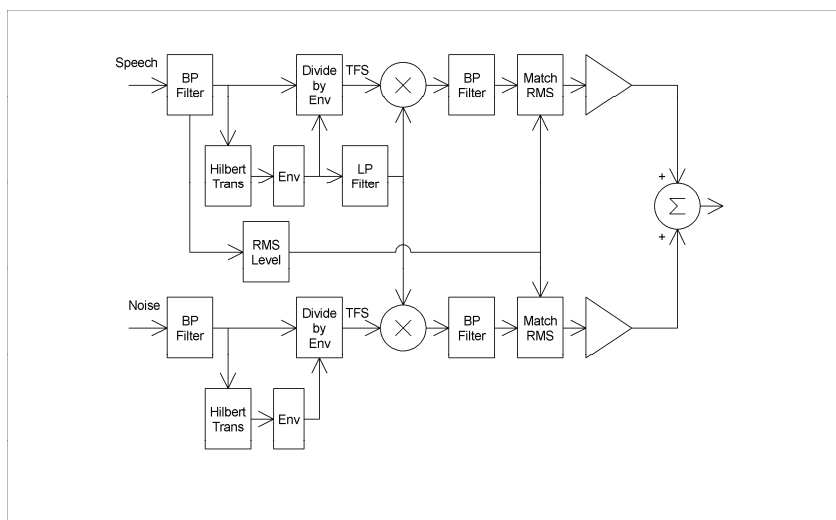 Speech
BP
Filter
Divide
by
Env
TFS
BP
Filter
Match
RMS
Hilbert
Trans
Env
LP
Filter
+
Σ
+
RMS
Level
Noise
BP
Filter
Divide
by
Env
TFS
BP
Filter
Match
RMS
Hilbert
Trans
Env